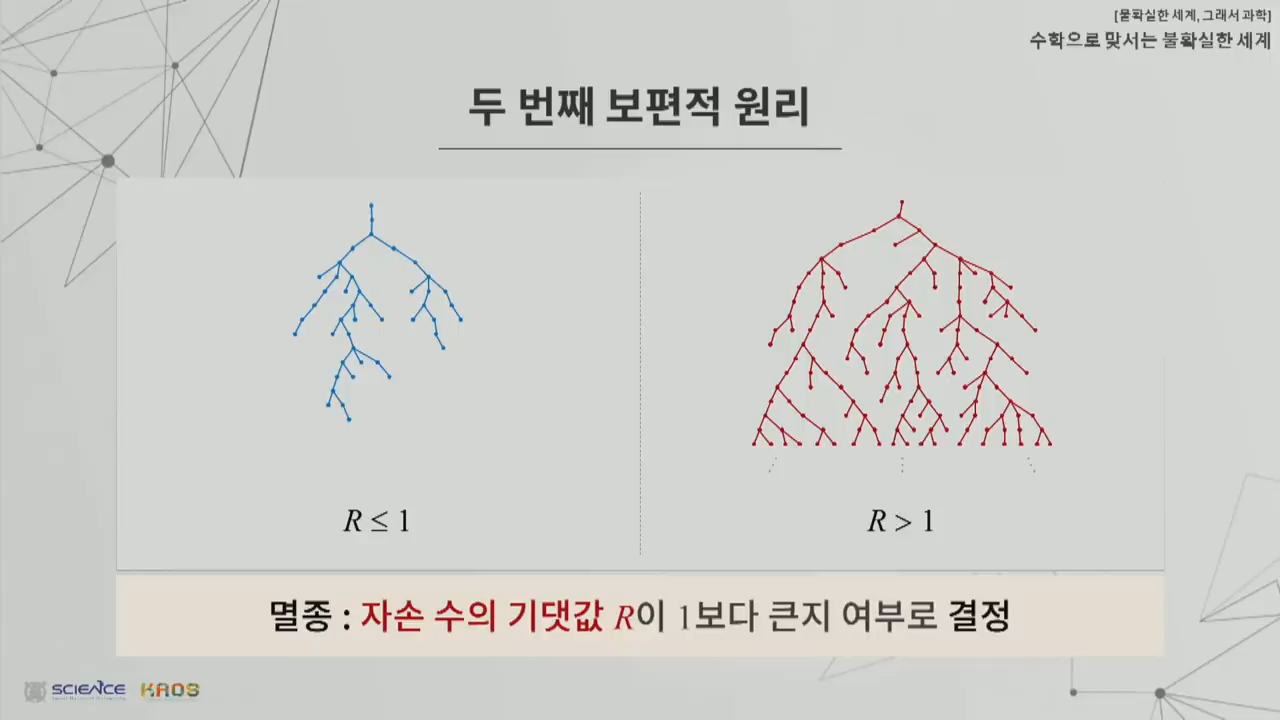 [물확실한 세계, 그래서 과학]
수학으로 맞서는 불확실한 세계
두 번째 보편적 원리
R ≤ 1
R > 1
멸종 : 자손 수의 기댓값 R이 1보다 큰지 여부로 결정
SCIENCE
KAOS